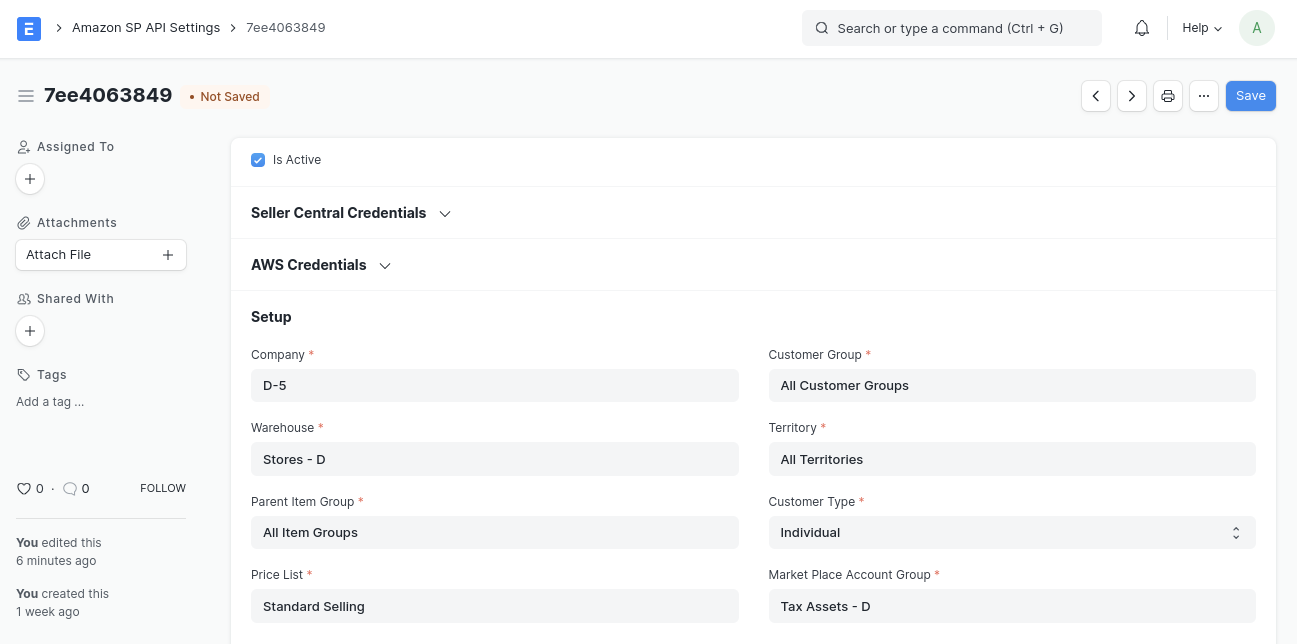 E
Amazon SP API Settings
7ee4063849
Search or type a command (Ctrl + G)
Help
A
7ee4063849
• Not Saved
Save
Assigned To
Attachments
Attach File
Shared With
Tags
Add a tag ...
0 · 0 FOLLOW
You edited this
6 minutes ago
You created this
1 week ago
Is Active
Seller Central Credentials
AWS Credentials
Setup
Company *
D-5
Customer Group *
All Customer Groups
Warehouse *
Stores - D
Territory *
All Territories
Parent Item Group *
All Item Groups
Customer Type *
Individual
Price List *
Standard Selling
Market Place Account Group *
Tax Assets - D